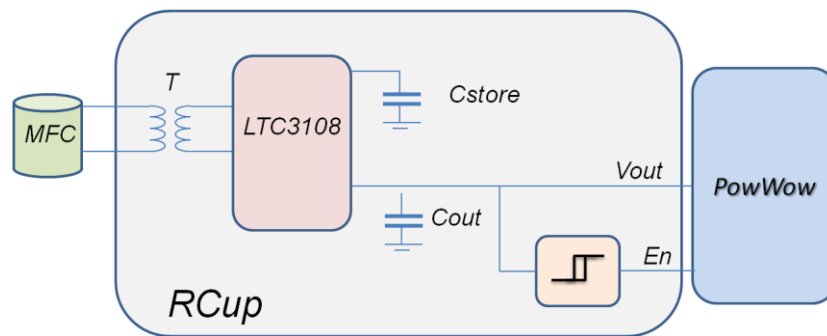 T
MFC
LTC3108
Cstore
Vout
PowWow
Cout
En
RCup